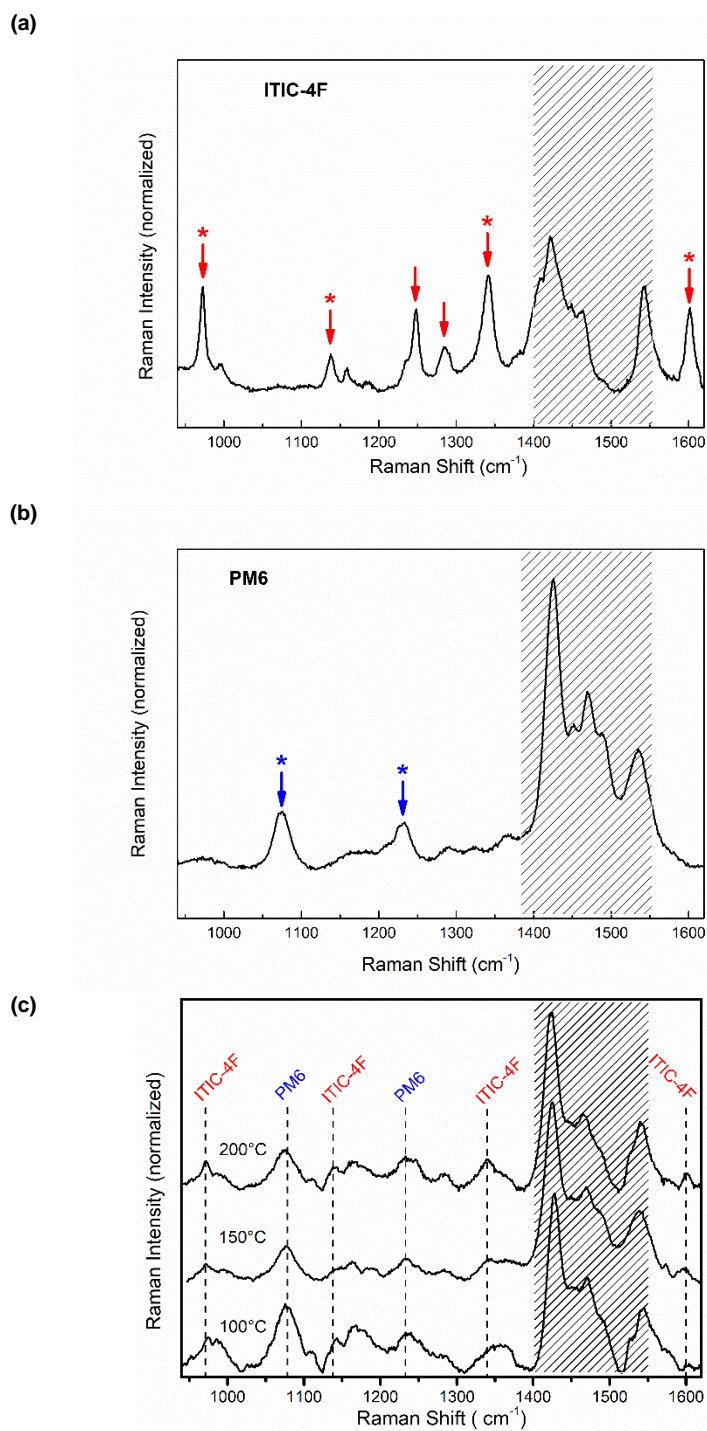 (a)
ITIC-4F
* * * *
Raman Intensity (normalized)
1000 1100 1200 1300 1400 1500 1600
Raman Shift (cm⁻¹)
(b)
PM6
* *
Raman Intensity (normalized)
1000 1100 1200 1300 1400 1500 1600
Raman Shift (cm⁻¹)
(c)
ITIC-4F PM6 ITIC-4F PM6 ITIC-4F ITIC-4F
200°C
150°C
100°C
Raman Intensity (normalized)
1000 1100 1200 1300 1400 1500 1600
Raman Shift ( cm⁻¹)